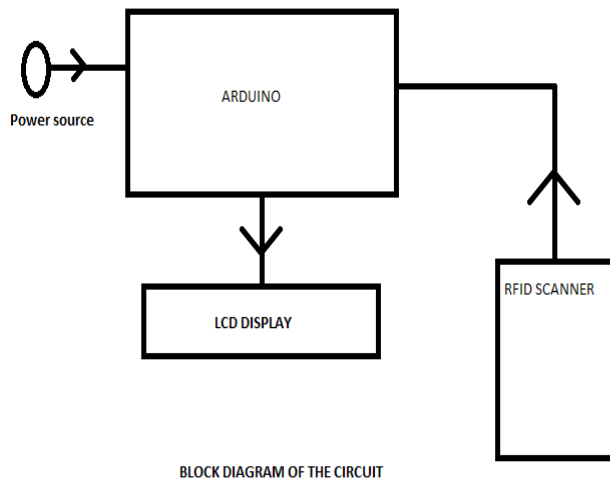 ARDUINO
Power source
RFID SCANNER
LCD DISPLAY
BLOCK DIAGRAM OF THE CIRCUIT